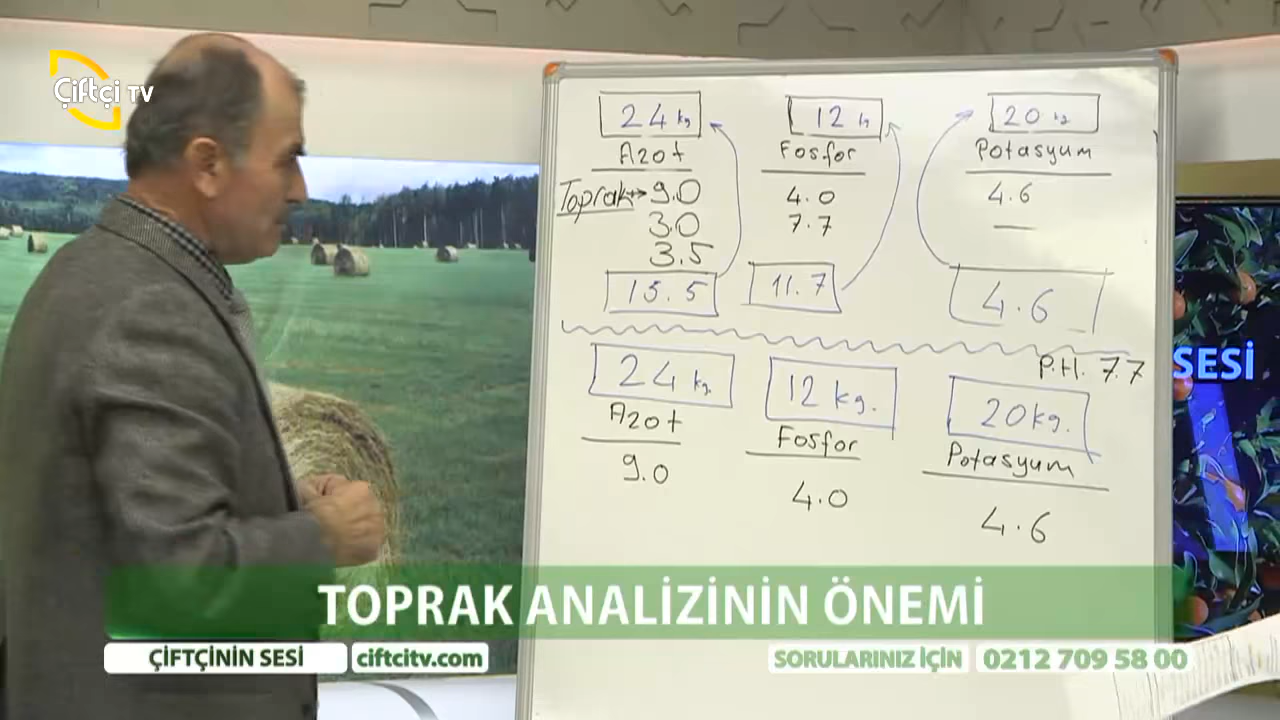 Çiftçi TV
24 kg 12 kg 20 kg
Azot Fosfor Potasyum
Toprak → 9.0 4.0 4.6
3.0 7.7 —
3.5
15.5 11.7 4.6
P.H. 7.7
SESİ
24 kg. 12 kg. 20 kg.
Azot Fosfor Potasyum
9.0 4.0 4.6
TOPRAK ANALİZİNİN ÖNEMİ
ÇİFTÇİNİN SESİ ciftcitv.com SORULARINIZ İÇİN 0212 709 58 00